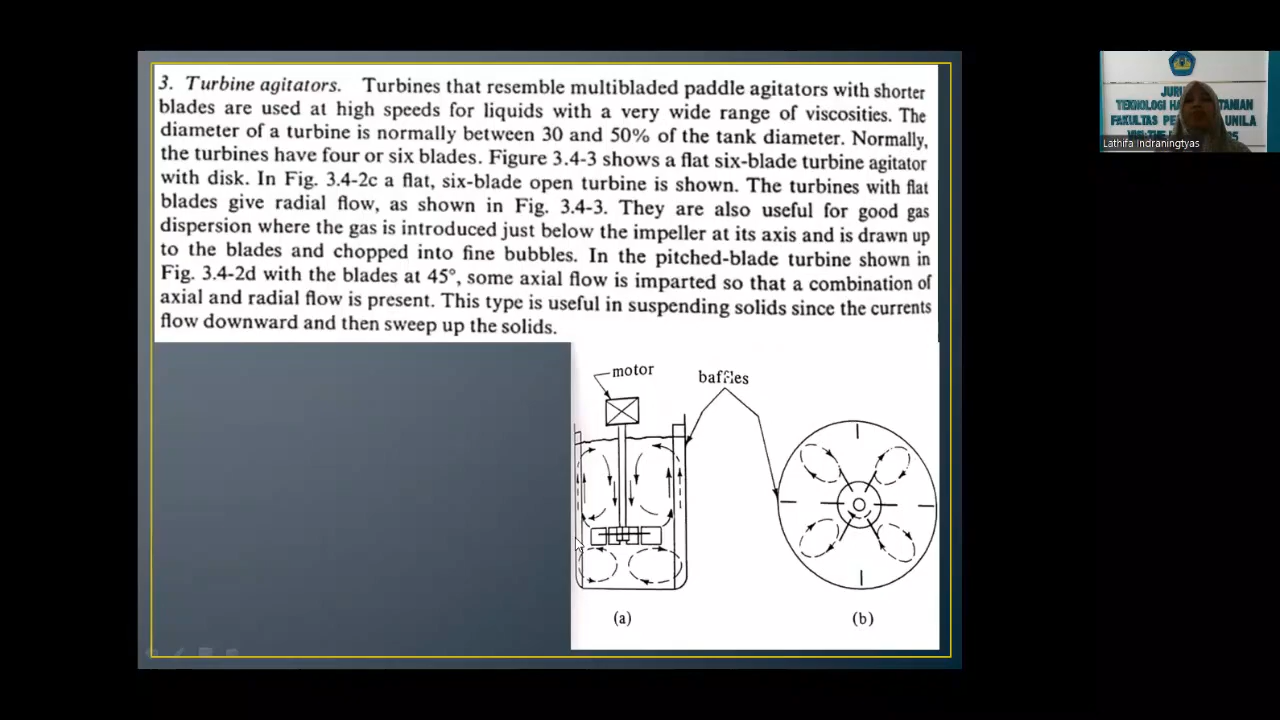 3. Turbine agitators. Turbines that resemble multibladed paddle agitators with shorter
blades are used at high speeds for liquids with a very wide range of viscosities. The
diameter of a turbine is normally between 30 and 50% of the tank diameter. Normally,
the turbines have four or six blades. Figure 3.4-3 shows a flat six-blade turbine agitator
with disk. In Fig. 3.4-2c a flat, six-blade open turbine is shown. The turbines with flat
blades give radial flow, as shown in Fig. 3.4-3. They are also useful for good gas
dispersion where the gas is introduced just below the impeller at its axis and is drawn up
to the blades and chopped into fine bubbles. In the pitched-blade turbine shown in
Fig. 3.4-2d with the blades at 45°, some axial flow is imparted so that a combination of
axial and radial flow is present. This type is useful in suspending solids since the currents
flow downward and then sweep up the solids.
motor
baffles
(a)
(b)
TEKNOLOGI
UNILA
Lathifa Indraningtyas